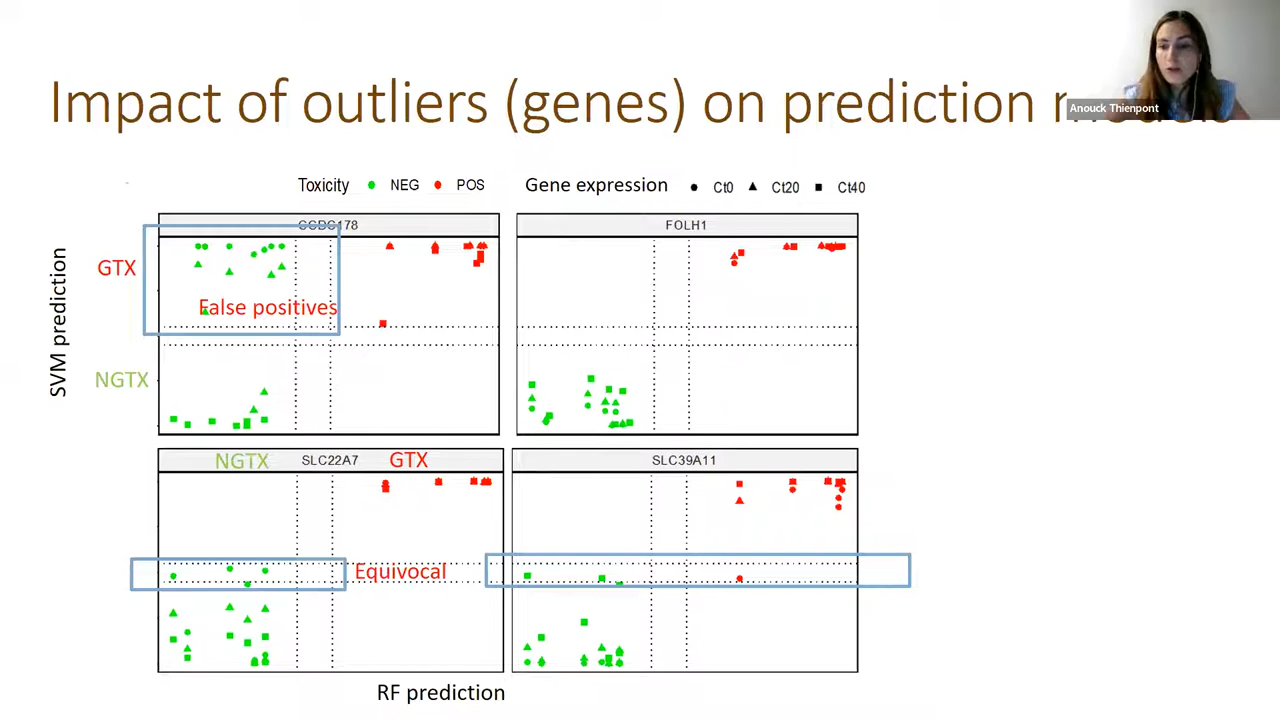 Anouck Thienpont
Impact of outliers (genes) on prediction
Toxicity NEG POS Gene expression Ct0 Ct20 Ct40
CCDC178 FOLH1
SVM prediction
GTX
False positives
NGTX
NGTX SLC22A7 GTX SLC39A11
Equivocal
RF prediction